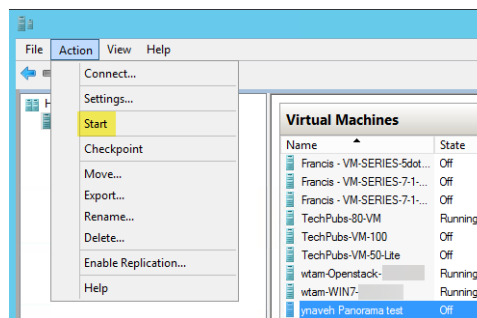 File Action View Help
Connect...
Settings...
Start
Checkpoint
Move...
Export...
Rename...
Delete...
Enable Replication...
Help
H
Virtual Machines
Name State
Francis - VM-SERIES-5dot... Off
Francis - VM-SERIES-7-1-... Off
Francis - VM-SERIES-7-1-... Off
TechPubs-80-VM Running
TechPubs-VM-100 Off
TechPubs-VM-50-Lite Off
wtam-Openstack- Running
wtam-WIN7- Running
ynaveh Panorama test Off